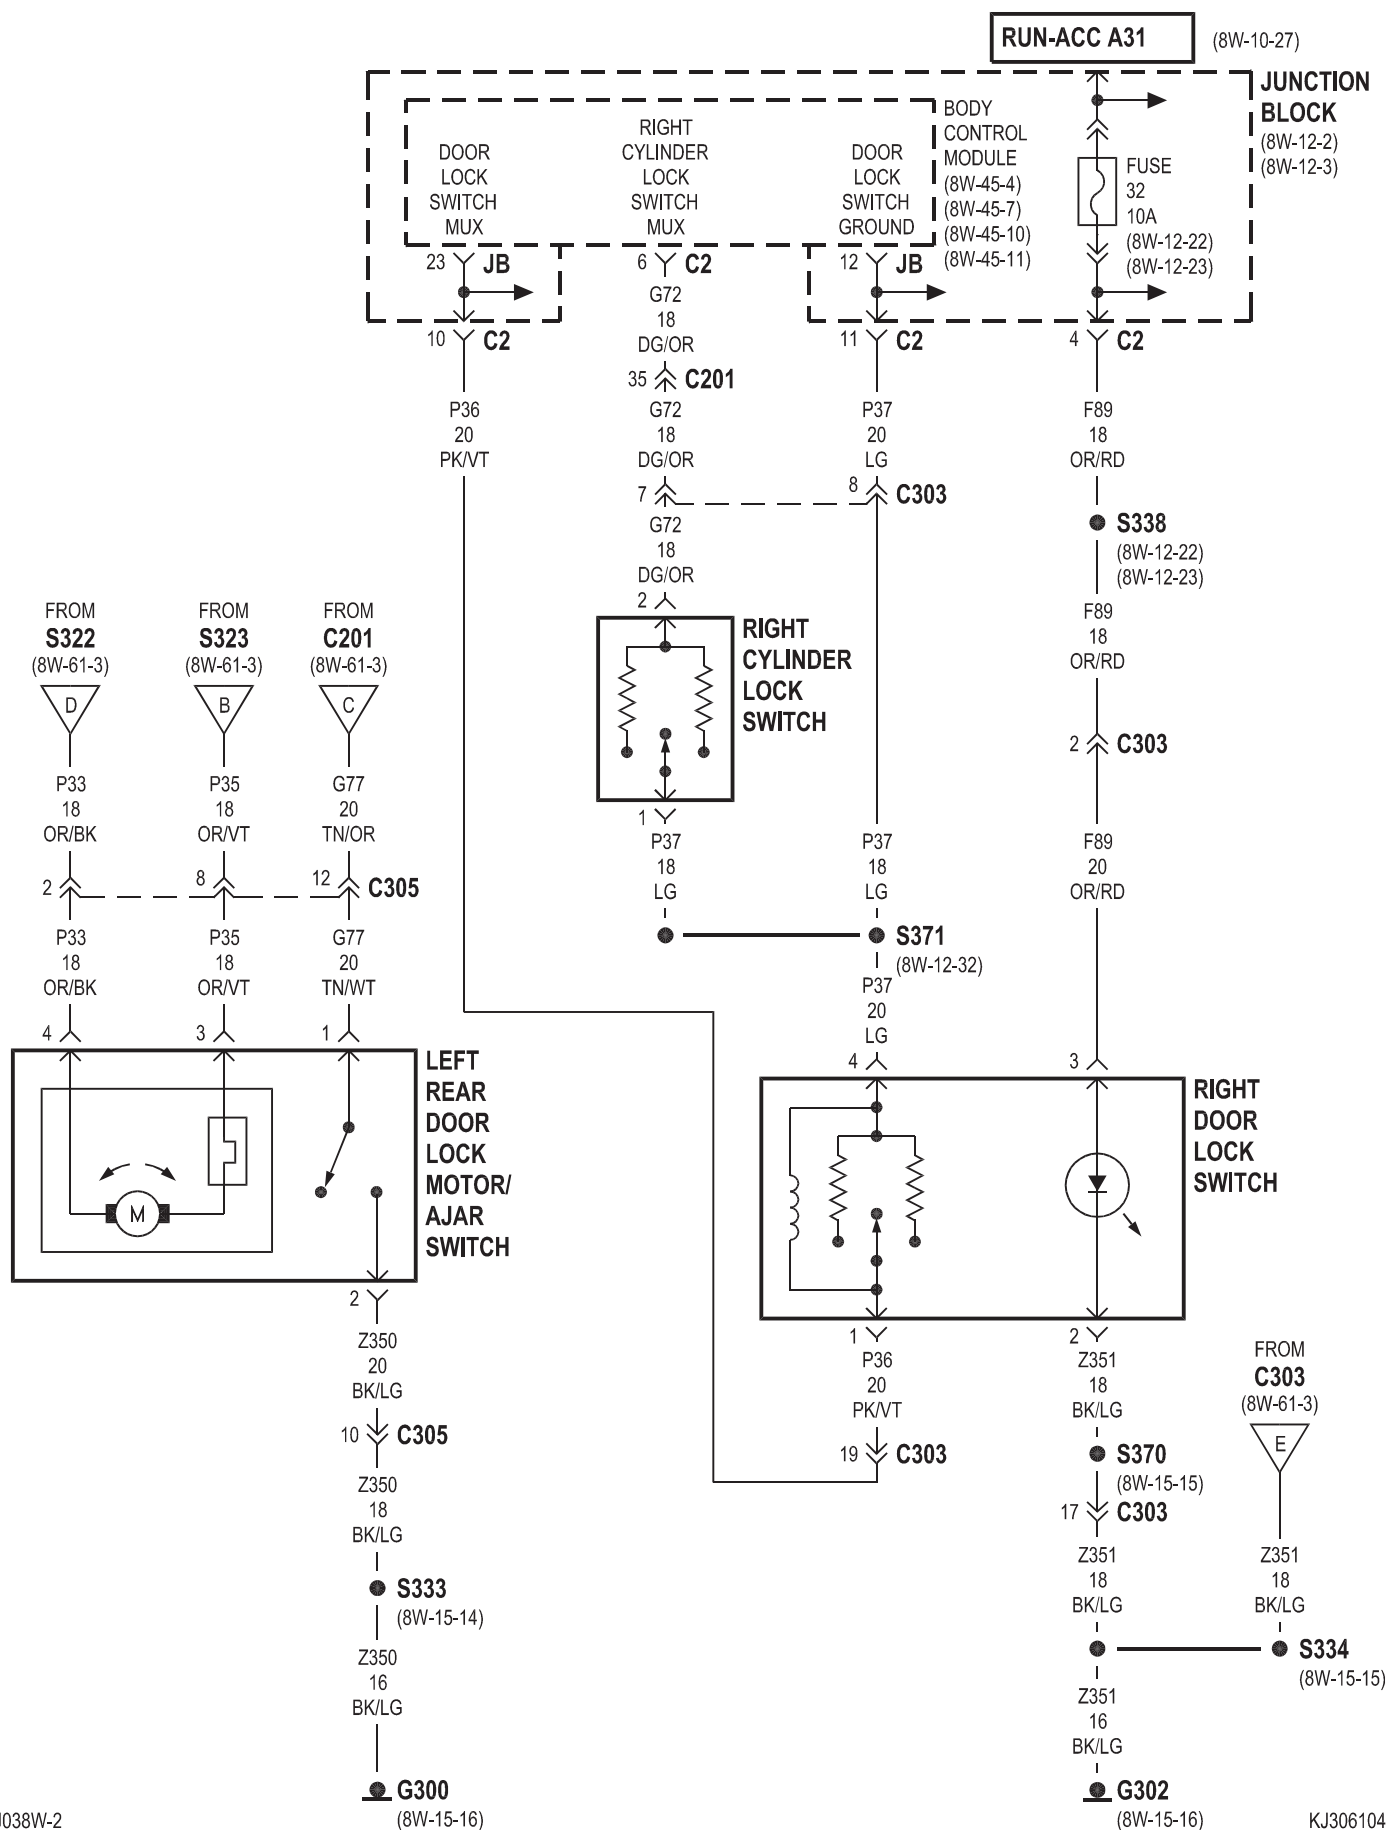 RUN-ACC A31
(8W-10-27)
JUNCTION
BLOCK
(8W-12-2)
(8W-12-3)
BODY
CONTROL
MODULE
(8W-45-4)
(8W-45-7)
(8W-45-10)
(8W-45-11)
DOOR
LOCK
SWITCH
MUX
RIGHT
CYLINDER
LOCK
SWITCH
MUX
DOOR
LOCK
SWITCH
GROUND
FUSE
32
10A
(8W-12-22)
(8W-12-23)
23 JB
6 C2
12 JB
G72
18
DG/OR
10 C2
11 C2
4 C2
35 C201
P36
20
PK/VT
G72
18
DG/OR
P37
20
LG
F89
18
OR/RD
7
8 C303
S338
(8W-12-22)
(8W-12-23)
G72
18
DG/OR
2
RIGHT
CYLINDER
LOCK
SWITCH
1
F89
18
OR/RD
2 C303
FROM
S322
(8W-61-3)
D
FROM
S323
(8W-61-3)
B
FROM
C201
(8W-61-3)
C
P33
18
OR/BK
P35
18
OR/VT
G77
20
TN/OR
P37
18
LG
P37
18
LG
F89
20
OR/RD
2
8
12 C305
S371
(8W-12-32)
P33
18
OR/BK
P35
18
OR/VT
G77
20
TN/WT
P37
20
LG
4
3
1
4
3
LEFT
REAR
DOOR
LOCK
MOTOR/
AJAR
SWITCH
M
RIGHT
DOOR
LOCK
SWITCH
2
1
2
Z350
20
BK/LG
P36
20
PK/VT
Z351
18
BK/LG
FROM
C303
(8W-61-3)
E
10 C305
19 C303
S370
(8W-15-15)
17 C303
Z350
18
BK/LG
Z351
18
BK/LG
Z351
18
BK/LG
S333
(8W-15-14)
S334
(8W-15-15)
Z350
16
BK/LG
Z351
16
BK/LG
G300
(8W-15-16)
G302
(8W-15-16)
J038W-2
KJ306104